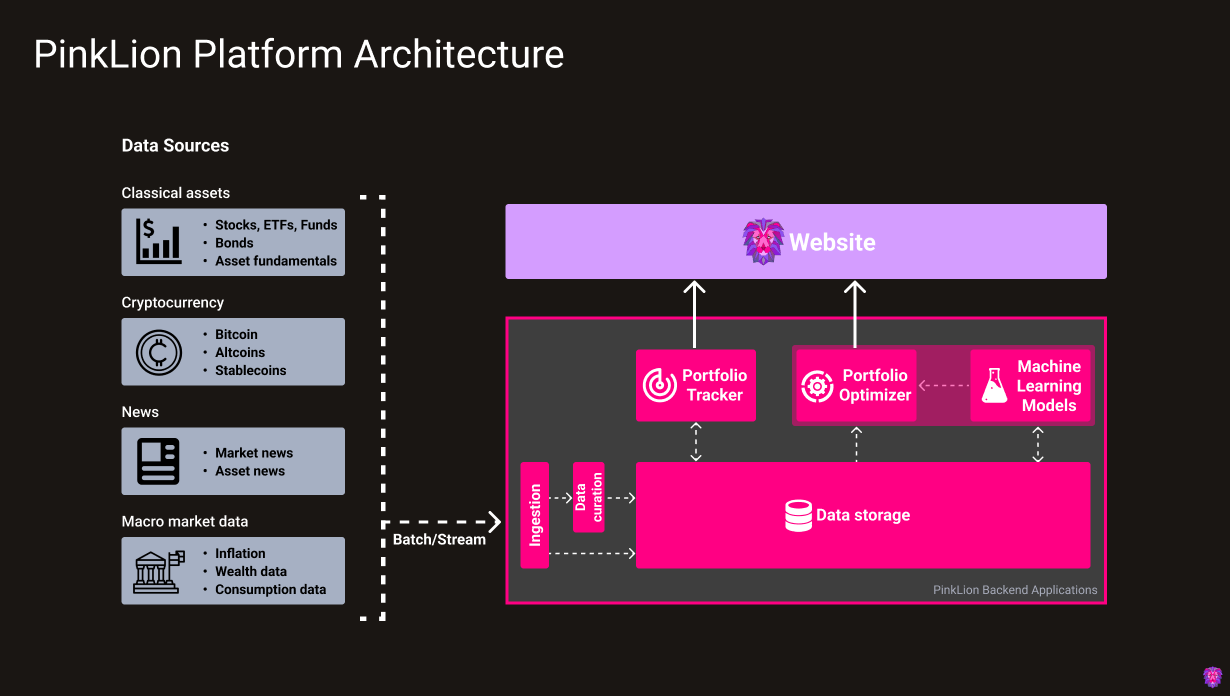 PinkLion Platform Architecture
Data Sources
Classical assets
• Stocks, ETFs, Funds
• Bonds
• Asset fundamentals
Cryptocurrency
• Bitcoin
• Altcoins
• Stablecoins
News
• Market news
• Asset news
Macro market data
• Inflation
• Wealth data
• Consumption data
Batch/Stream
Website
Portfolio
Tracker
Portfolio
Optimizer
Machine
Learning
Models
Ingestion
Data
curation
Data storage
PinkLion Backend Applications